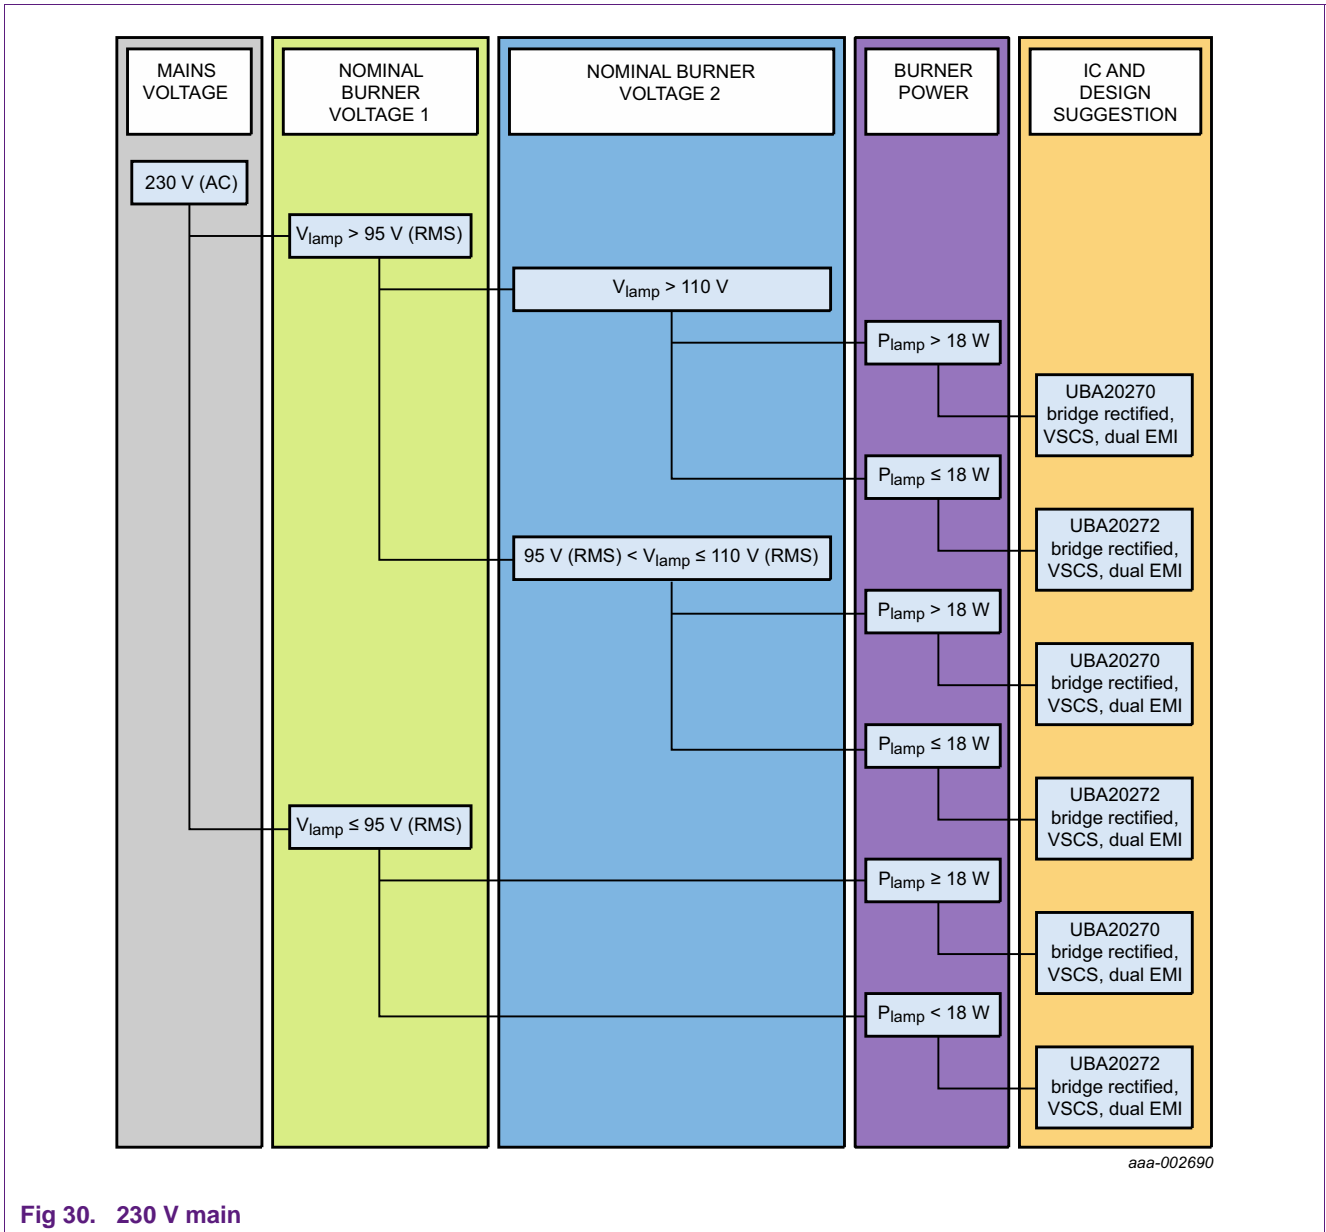 MAINS
VOLTAGE
NOMINAL
BURNER
VOLTAGE 1
NOMINAL BURNER
VOLTAGE 2
BURNER
POWER
IC AND
DESIGN
SUGGESTION
230 V (AC)
Vlamp > 95 V (RMS)
Vlamp > 110 V
Plamp > 18 W
UBA20270
bridge rectified,
VSCS, dual EMI
Plamp ≤ 18 W
UBA20272
bridge rectified,
VSCS, dual EMI
95 V (RMS) < Vlamp ≤ 110 V (RMS)
Plamp > 18 W
UBA20270
bridge rectified,
VSCS, dual EMI
Plamp ≤ 18 W
UBA20272
bridge rectified,
VSCS, dual EMI
Vlamp ≤ 95 V (RMS)
Plamp ≥ 18 W
UBA20270
bridge rectified,
VSCS, dual EMI
Plamp < 18 W
UBA20272
bridge rectified,
VSCS, dual EMI
aaa-002690
Fig 30. 230 V main